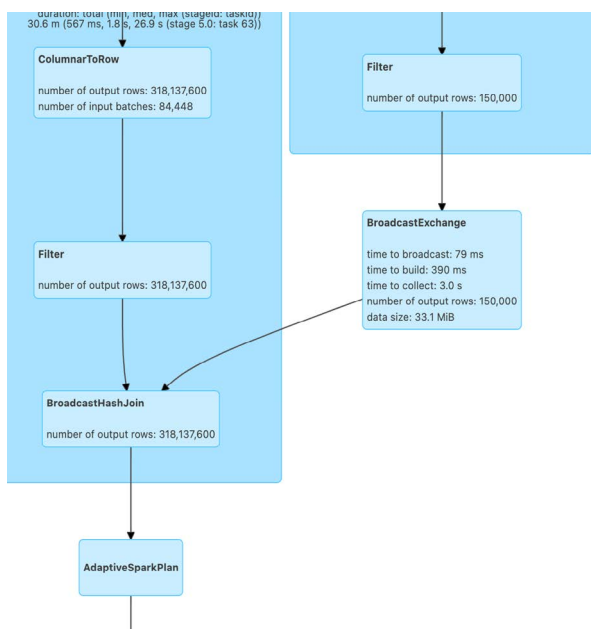 duration: total (min, med, max (stageId: taskId))
30.6 m (567 ms, 1.8 s, 26.9 s (stage 5.0: task 63))
ColumnarToRow
number of output rows: 318,137,600
number of input batches: 84,448
Filter
number of output rows: 318,137,600
BroadcastHashJoin
number of output rows: 318,137,600
AdaptiveSparkPlan
Filter
number of output rows: 150,000
BroadcastExchange
time to broadcast: 79 ms
time to build: 390 ms
time to collect: 3.0 s
number of output rows: 150,000
data size: 33.1 MiB